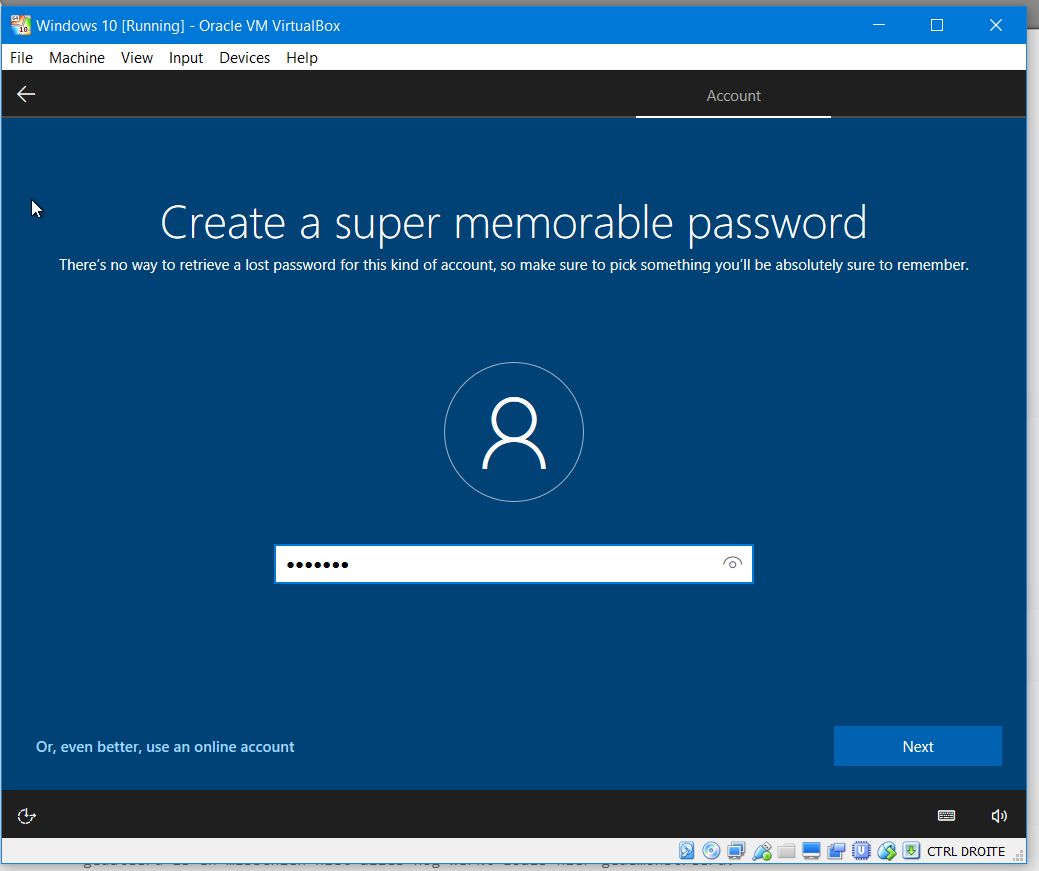 Windows 10 [Running] - Oracle VM VirtualBox
File Machine View Input Devices Help
Account
Create a super memorable password
There's no way to retrieve a lost password for this kind of account, so make sure to pick something you'll be absolutely sure to remember.
•••••••
Or, even better, use an online account
Next
CTRL DROITE